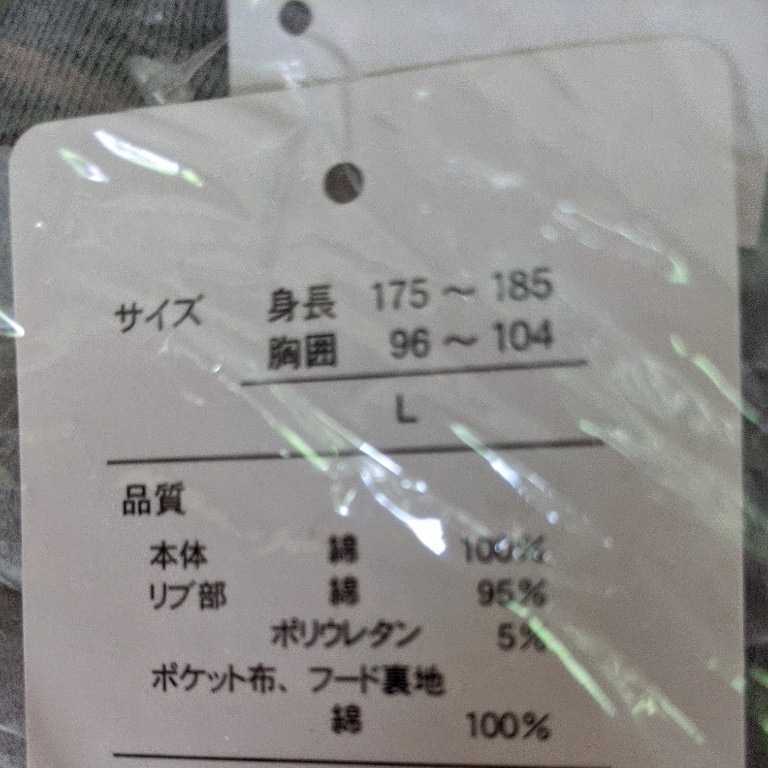 サイズ 身長 175～185
胸囲 96～104
L
品質
本体 綿 100%
リブ部 綿 95%
ポリウレタン 5%
ポケット布、フード裏地
綿 100%